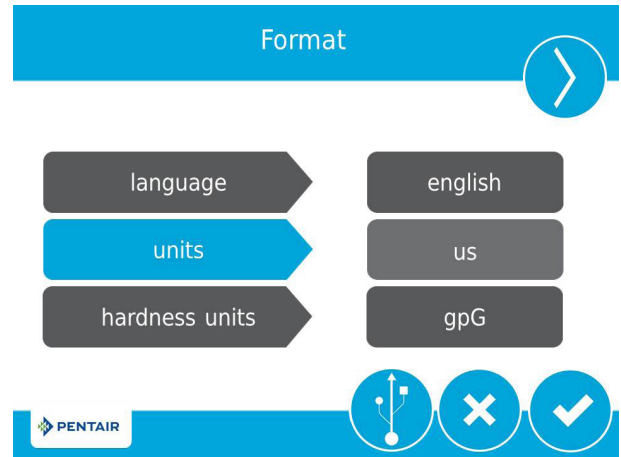 Format
language
english
units
us
hardness units
gpG
PENTAIR